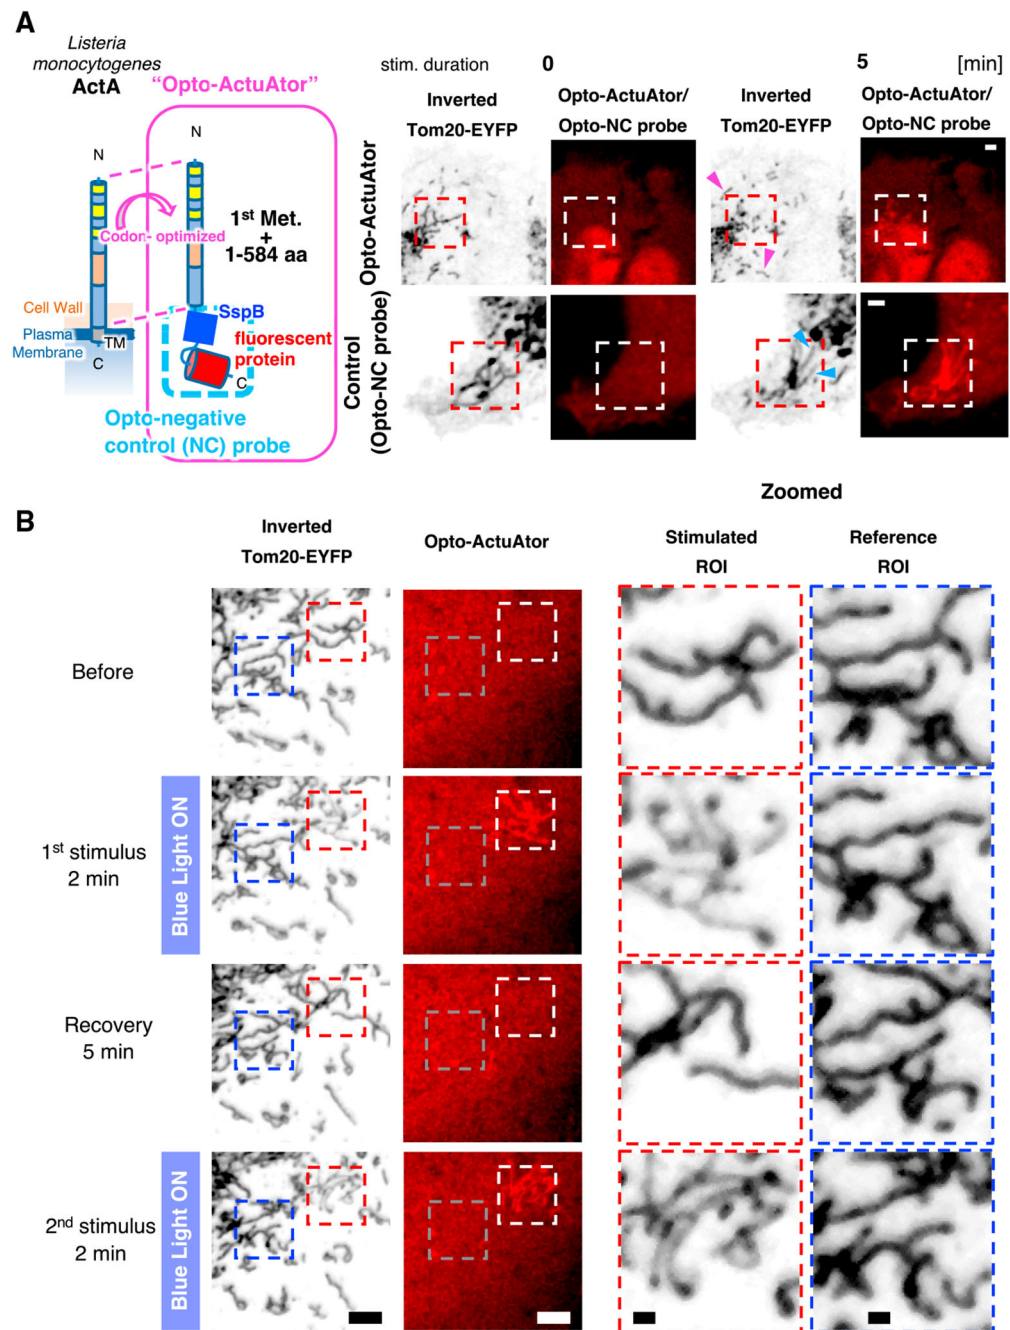 A
Listeria
monocytogenes
ActA
“Opto-ActuAtor”
N
N
Codon- optimized
1st Met.
+
1-584 aa
Cell Wall
Plasma
Membrane
TM
C
SspB
fluorescent
protein
C
Opto-negative
control (NC) probe
stim. duration
0
5
[min]
Inverted
Tom20-EYFP
Opto-ActuAtor/
Opto-NC probe
Inverted
Tom20-EYFP
Opto-ActuAtor/
Opto-NC probe
Opto-ActuAtor
Control
(Opto-NC probe)
B
Zoomed
Inverted
Tom20-EYFP
Opto-ActuAtor
Stimulated
ROI
Reference
ROI
Before
1st stimulus
2 min
Blue Light ON
Recovery
5 min
2nd stimulus
2 min
Blue Light ON